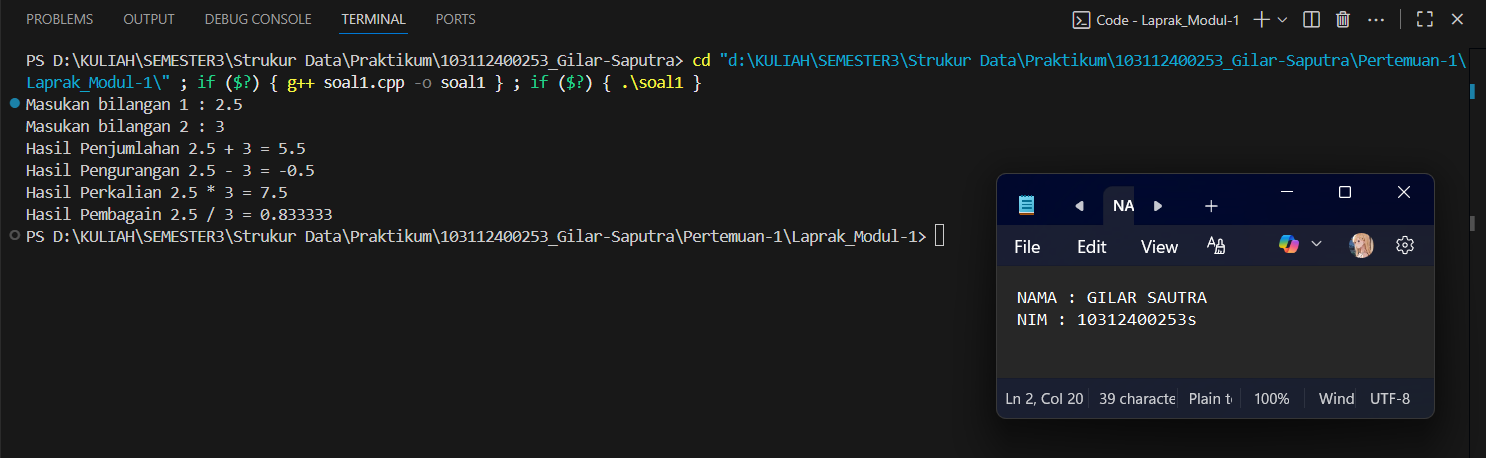 PROBLEMS OUTPUT DEBUG CONSOLE TERMINAL PORTS
Code - Laprak_Modul-1
PS D:\KULIAH\SEMESTER3\Strukur Data\Praktikum\103112400253_Gilar-Saputra> cd "d:\KULIAH\SEMESTER3\Strukur Data\Praktikum\103112400253_Gilar-Saputra\Pertemuan-1\
Laprak_Modul-1\" ; if ($?) { g++ soal1.cpp -o soal1 } ; if ($?) { .\soal1 }
Masukan bilangan 1 : 2.5
Masukan bilangan 2 : 3
Hasil Penjumlahan 2.5 + 3 = 5.5
Hasil Pengurangan 2.5 - 3 = -0.5
Hasil Perkalian 2.5 * 3 = 7.5
Hasil Pembagain 2.5 / 3 = 0.833333
PS D:\KULIAH\SEMESTER3\Strukur Data\Praktikum\103112400253_Gilar-Saputra\Pertemuan-1\Laprak_Modul-1>
NA
File Edit View
NAMA : GILAR SAUTRA
NIM : 10312400253s
Ln 2, Col 20 39 characte Plain t 100% Wind UTF-8